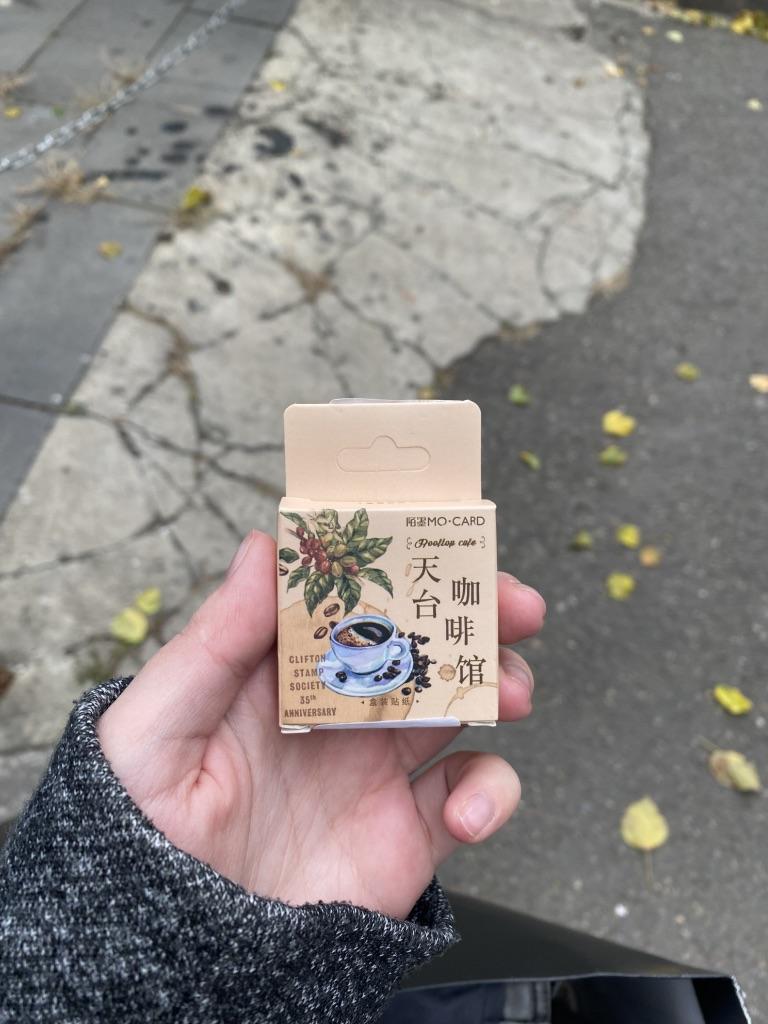 陌墨MO·CARD
Rooftop cafe
天台
咖啡馆
CLIFTON
STAMP
SOCIETY
35th
ANNIVERSARY
·盒装贴纸·